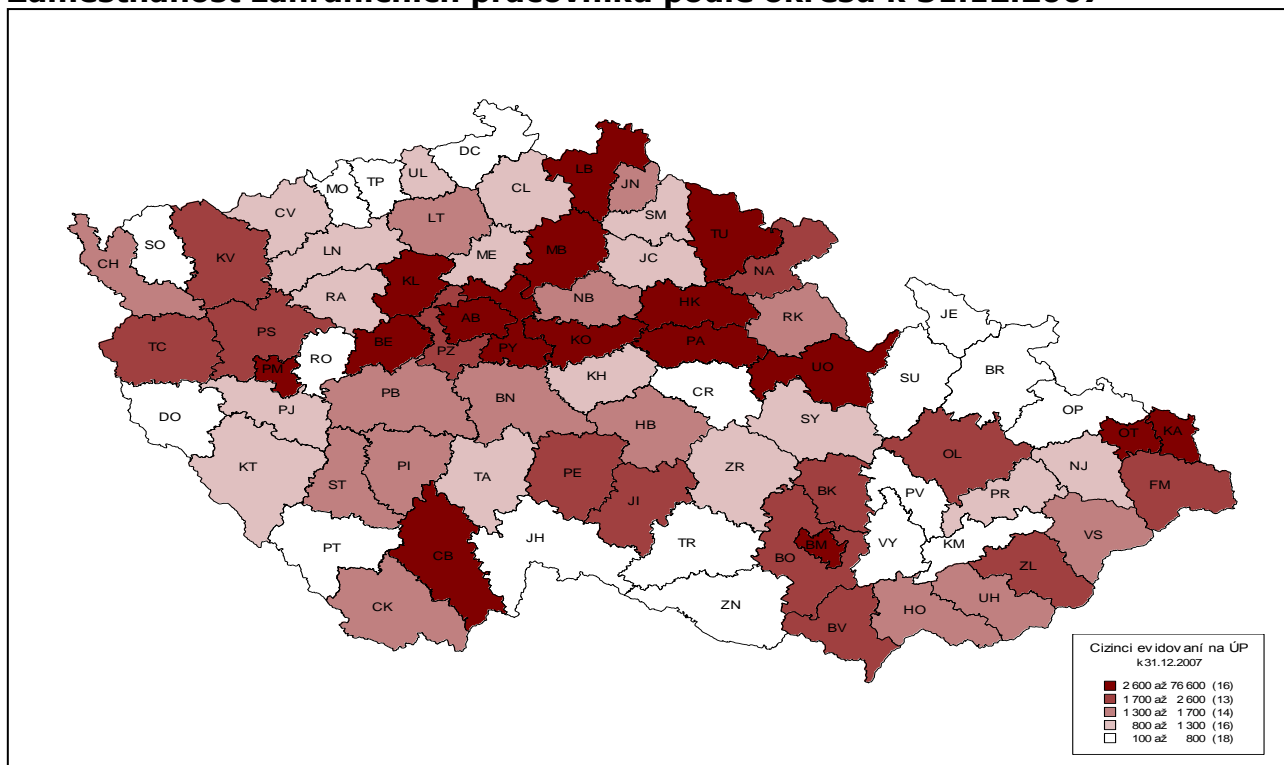 Zaměstnanost zahraničních pracovníků podle okresů k 31.12.2007
DC
LB
MO
TP
UL
CL
JN
CV
LT
SM
SO
TU
CH
KV
LN
ME
MB
JC
NA
KL
RA
NB
HK
RK
JE
AB
TC
PS
BE
PZ
PY
KO
PA
RO
PM
UO
SU
BR
KH
CR
PB
BN
OP
DO
PJ
HB
SY
OT
KA
KT
PI
TA
ZR
OL
NJ
ST
PE
JI
BK
PV
PR
FM
PT
CB
JH
TR
BO
BM
VY
KM
VS
ZL
CK
ZN
HO
UH
BV
Cizinci evidovaní na ÚP
k31.12.2007
2 600 až 76 600 (16)
1 700 až 2 600 (13)
1 300 až 1 700 (14)
800 až 1 300 (16)
100 až 800 (18)